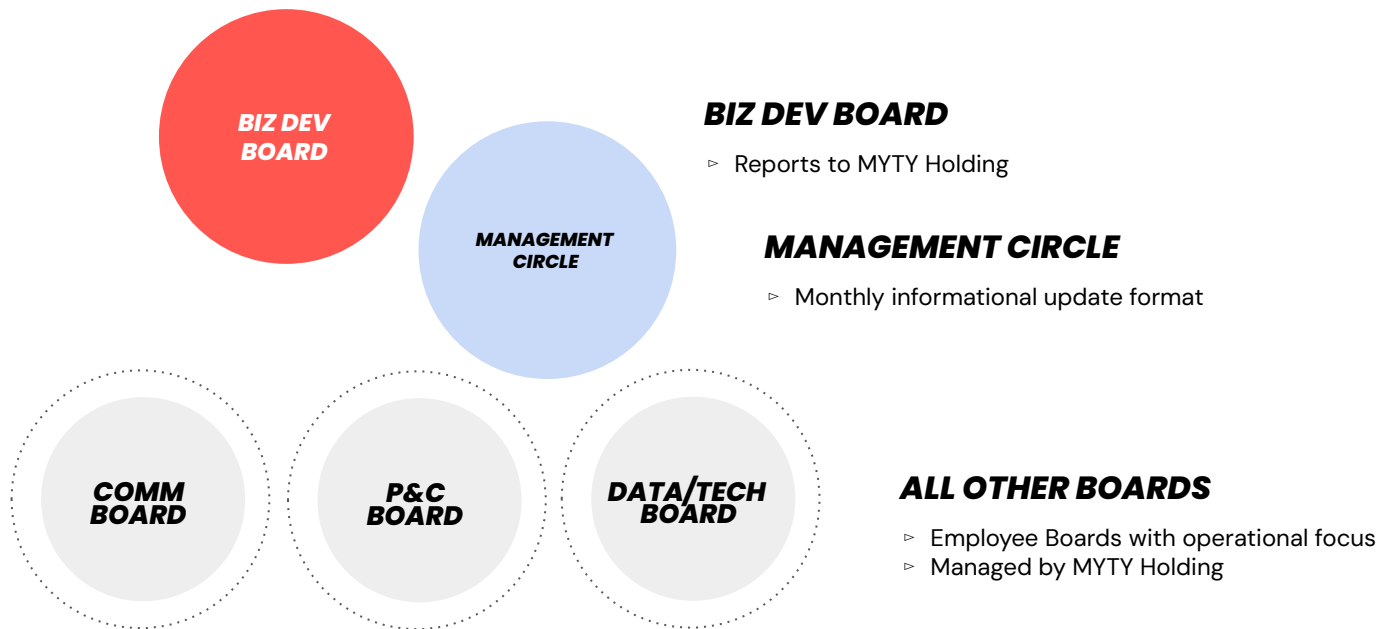 BIZ DEV
BOARD
MANAGEMENT
CIRCLE
BIZ DEV BOARD
▻ Reports to MYTY Holding
MANAGEMENT CIRCLE
▻ Monthly informational update format
COMM
BOARD
P&C
BOARD
DATA/TECH
BOARD
ALL OTHER BOARDS
▻ Employee Boards with operational focus
▻ Managed by MYTY Holding